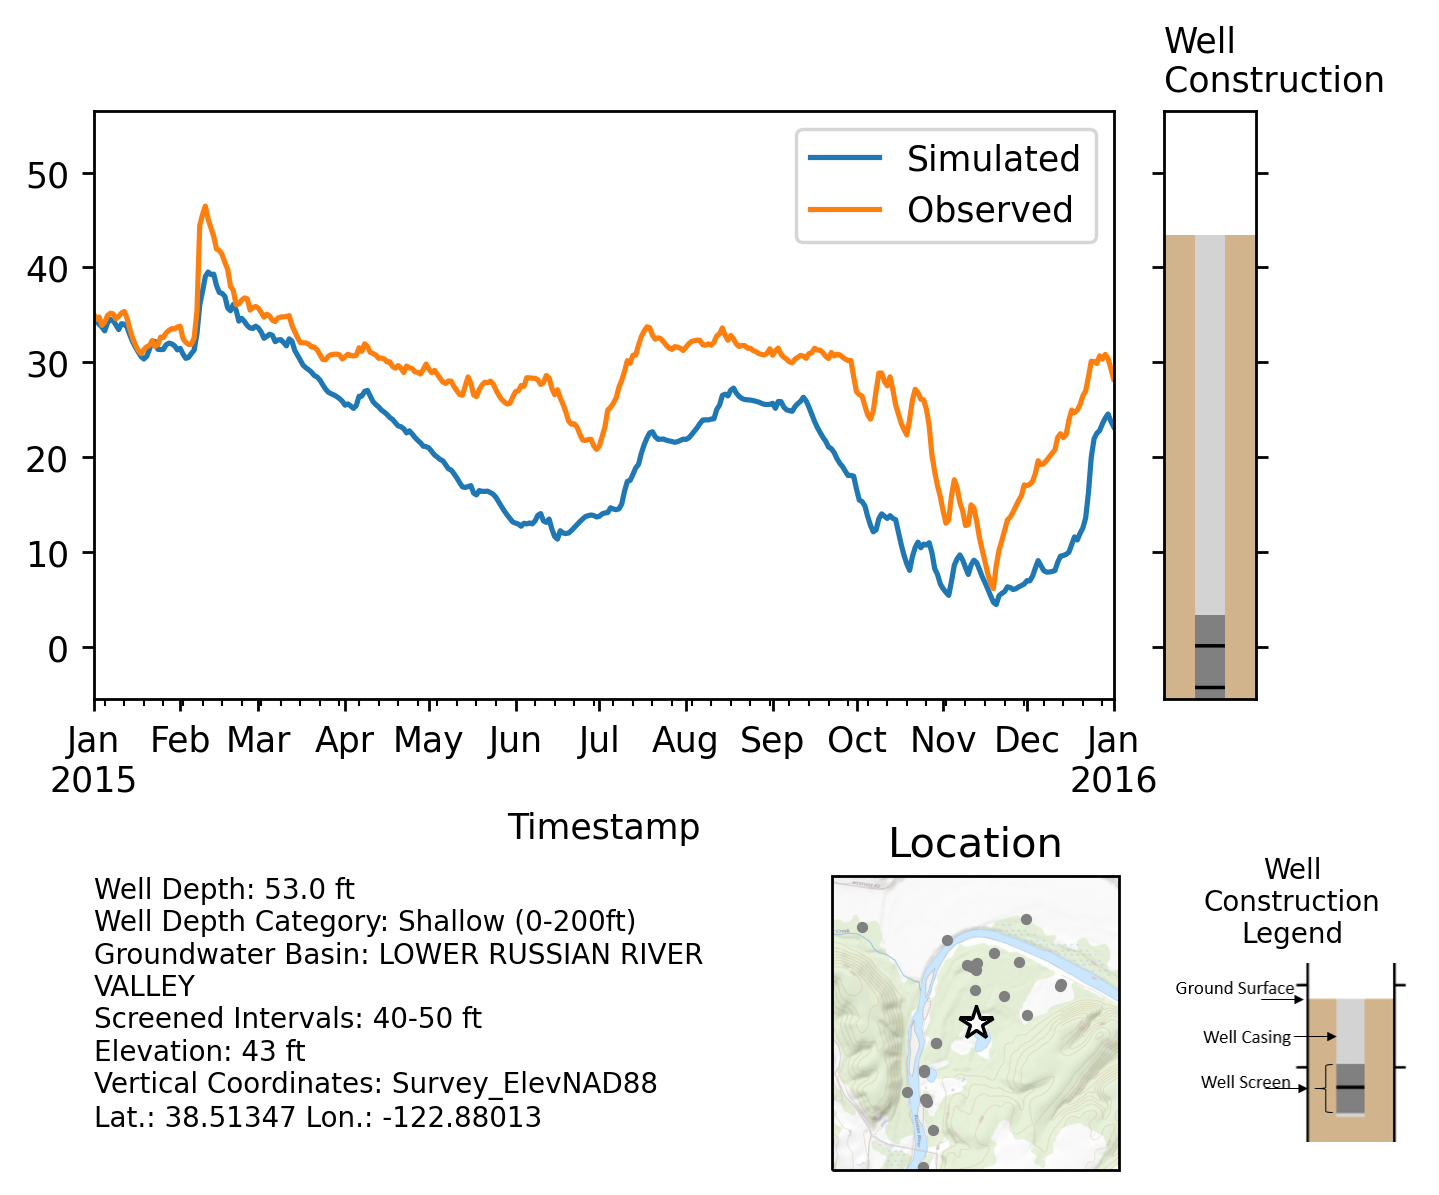 Well
Construction
Simulated
Observed
50
40
30
20
10
0
Jan Feb Mar Apr May Jun Jul Aug Sep Oct Nov Dec Jan
2015 2016
Timestamp
Well Depth: 53.0 ft
Well Depth Category: Shallow (0-200ft)
Groundwater Basin: LOWER RUSSIAN RIVER
VALLEY
Screened Intervals: 40-50 ft
Elevation: 43 ft
Vertical Coordinates: Survey_ElevNAD88
Lat.: 38.51347 Lon.: -122.88013
Location
Well
Construction
Legend
Ground Surface
Well Casing
Well Screen